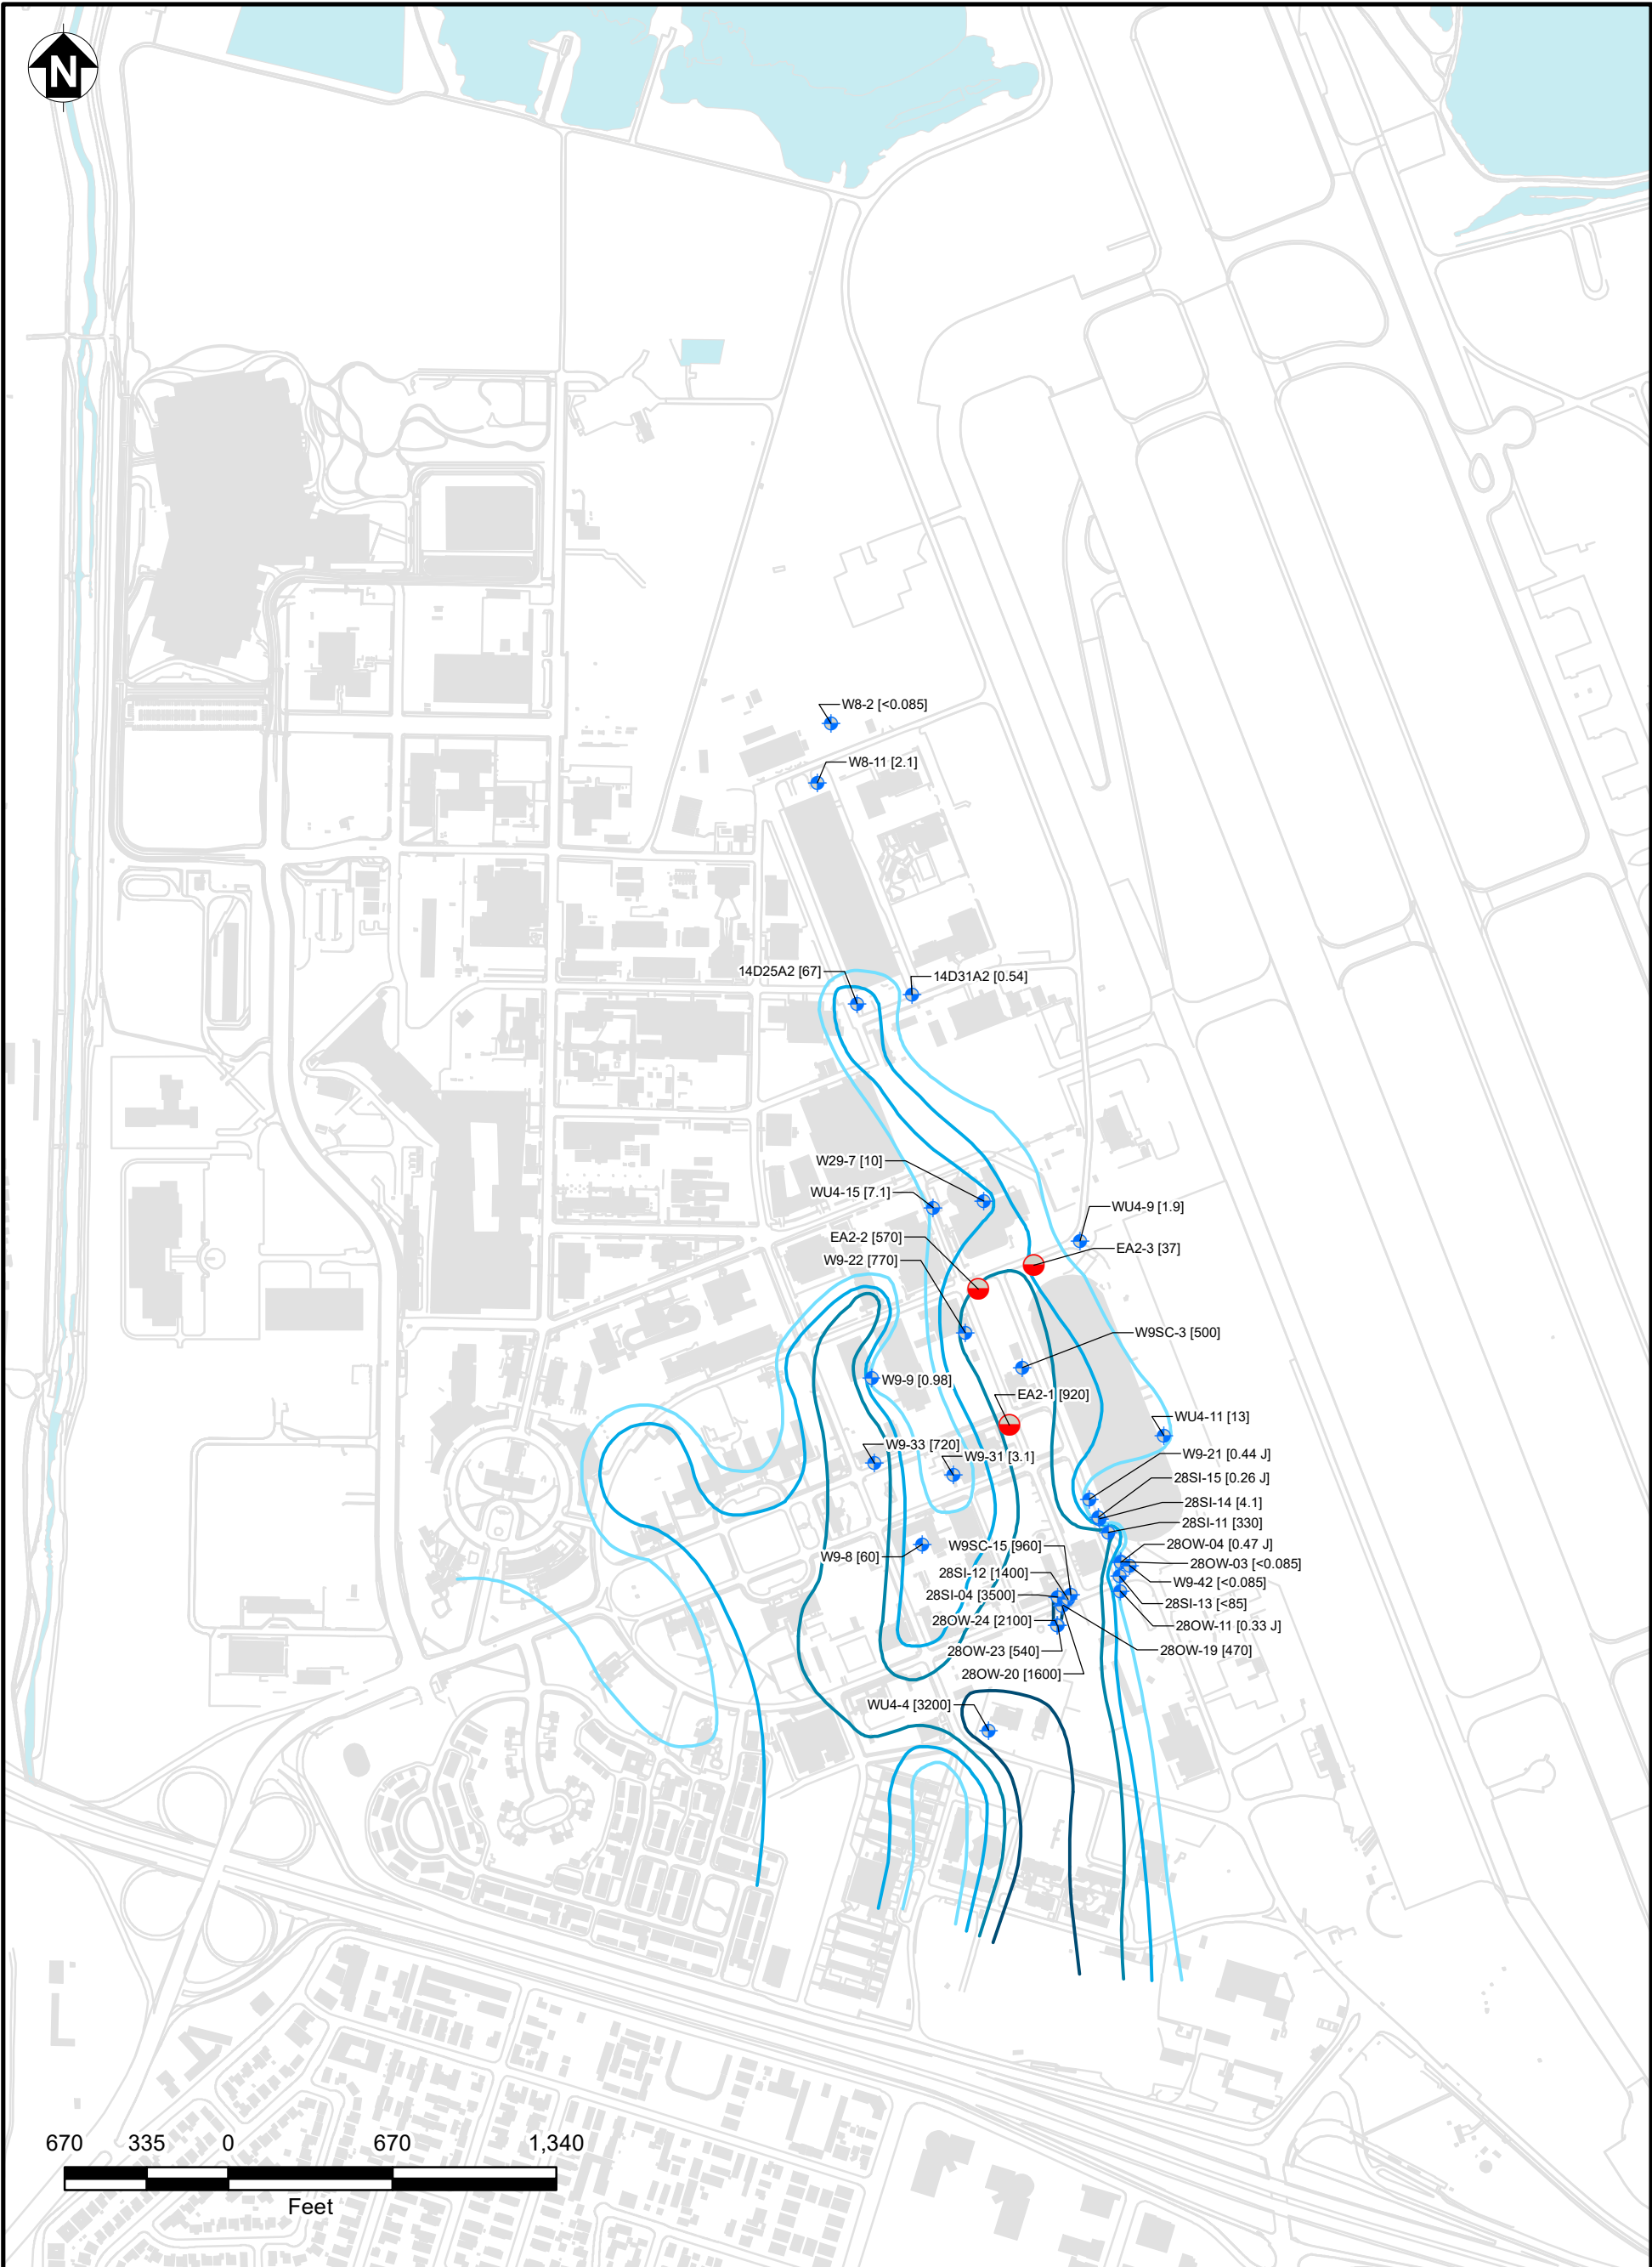 N
W8-2 [<0.085]
W8-11 [2.1]
14D25A2 [67]
14D31A2 [0.54]
W29-7 [10]
WU4-15 [7.1]
WU4-9 [1.9]
EA2-2 [570]
EA2-3 [37]
W9-22 [770]
W9SC-3 [500]
W9-9 [0.98]
EA2-1 [920]
WU4-11 [13]
W9-33 [720]
W9-31 [3.1]
W9-21 [0.44 J]
28SI-15 [0.26 J]
28SI-14 [4.1]
28SI-11 [330]
W9SC-15 [960]
28OW-04 [0.47 J]
W9-8 [60]
28OW-03 [<0.085]
28SI-12 [1400]
W9-42 [<0.085]
28SI-04 [3500]
28SI-13 [<85]
28OW-24 [2100]
28OW-11 [0.33 J]
28OW-23 [540]
28OW-19 [470]
28OW-20 [1600]
WU4-4 [3200]
670 335 0 670 1,340
Feet